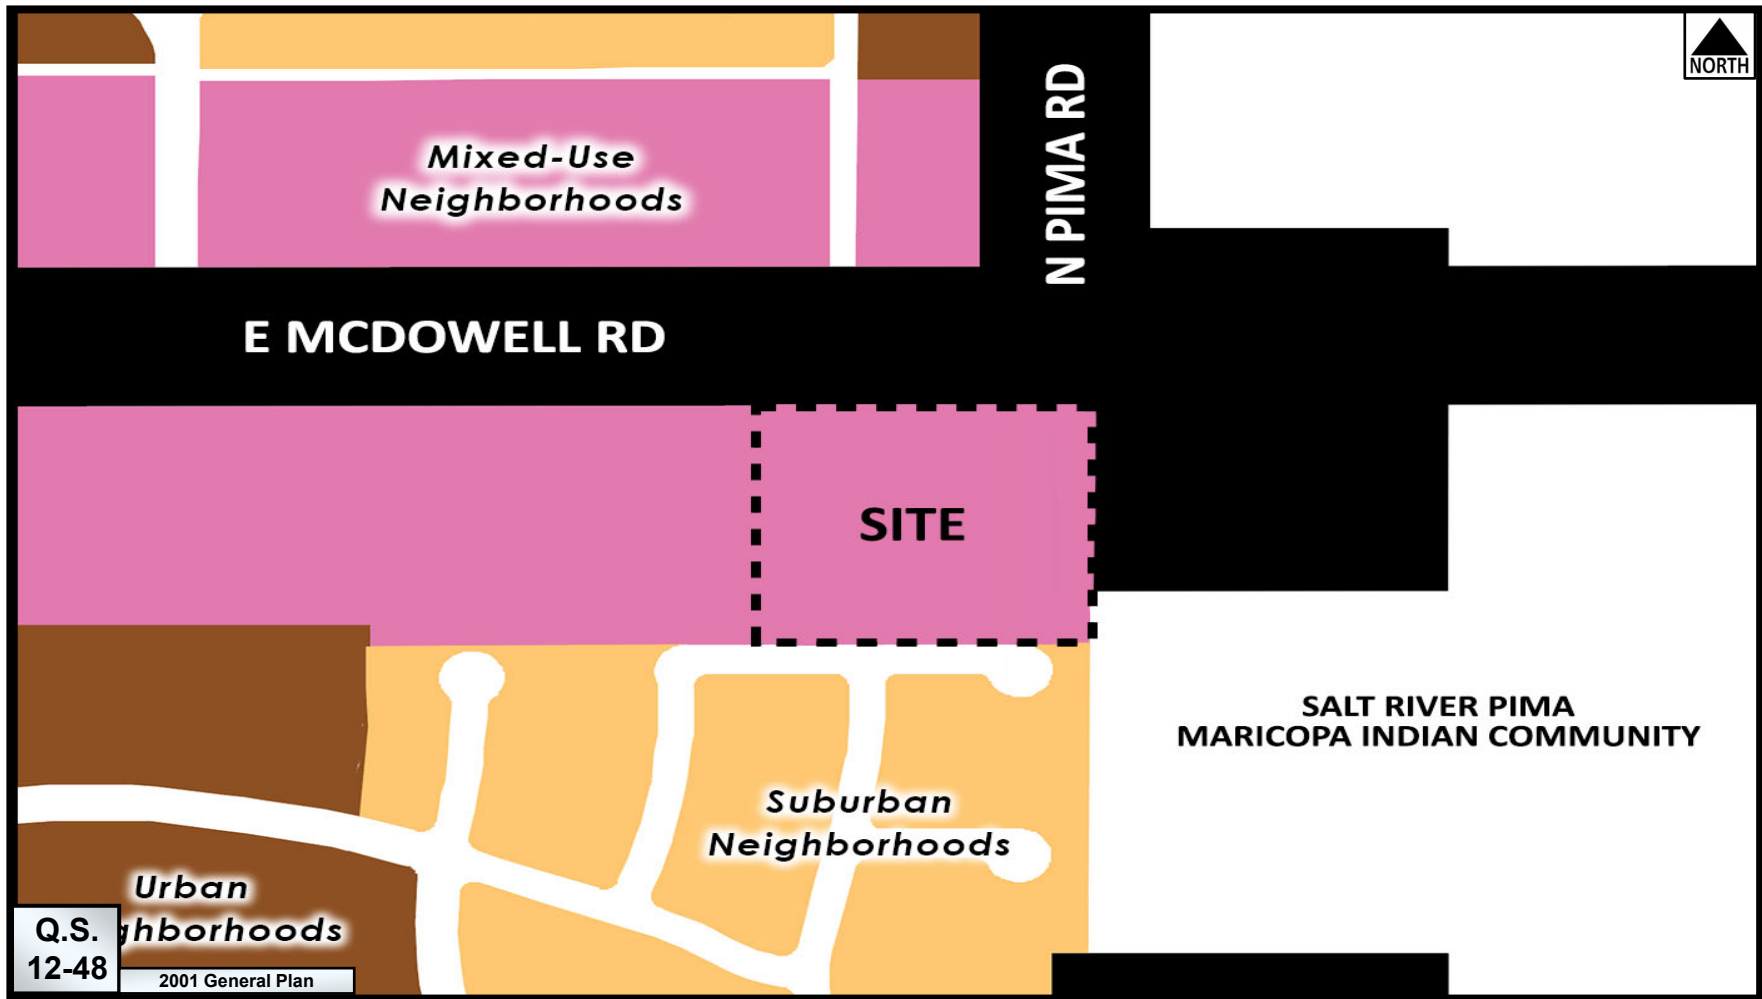 NORTH
N PIMA RD
Mixed-Use
Neighborhoods
E MCDOWELL RD
SITE
SALT RIVER PIMA
MARICOPA INDIAN COMMUNITY
Suburban
Neighborhoods
Urban
ghborhoods
Q.S.
12-48
2001 General Plan